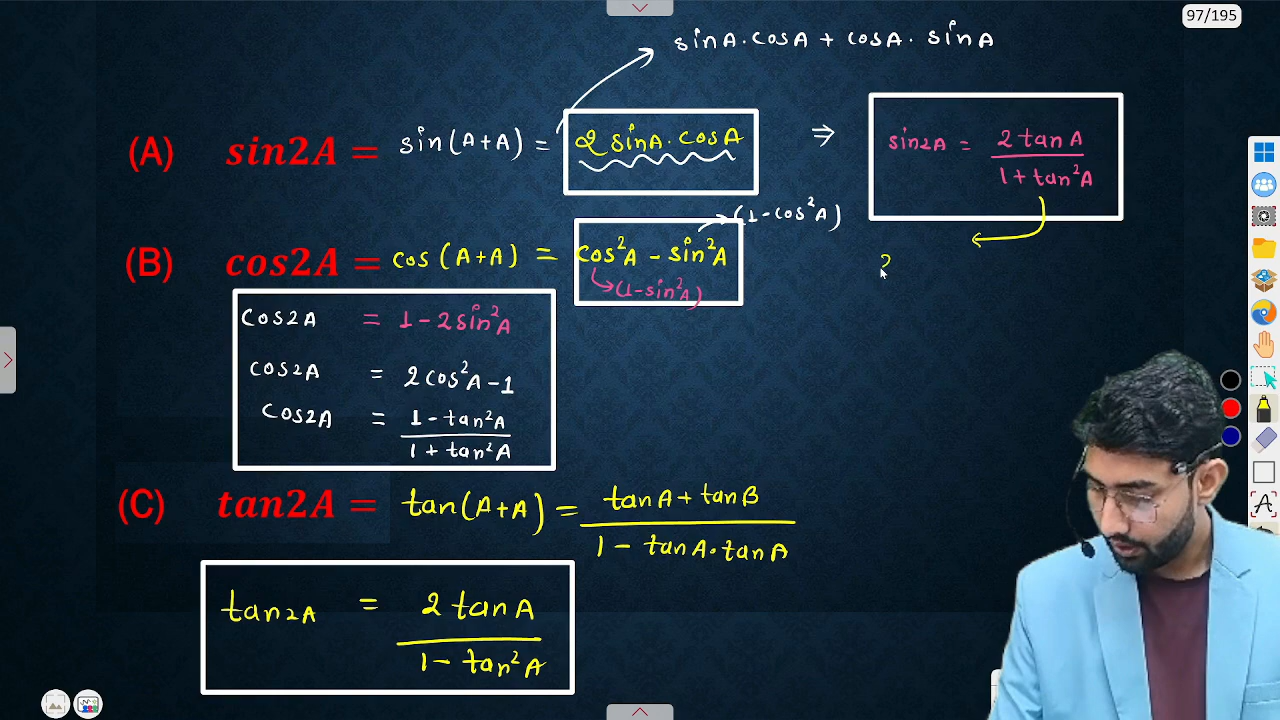 97/195
sinA.cosA + cosA. sinA
(A) sin2A = sin(A+A) = 2 sinA.cosA ⇒ sin2A = 2 tanA / 1 + tan²A
(1-cos²A)
(B) cos2A = cos (A+A) = cos²A - sin²A
?
(1-sin²A)
cos2A = 1-2sin²A
cos2A = 2cos²A-1
cos2A = 1-tan²A / 1 + tan²A
(C) tan2A = tan(A+A) = tanA + tanB / 1 - tanA.tanA
tan2A = 2 tanA / 1- tan²A